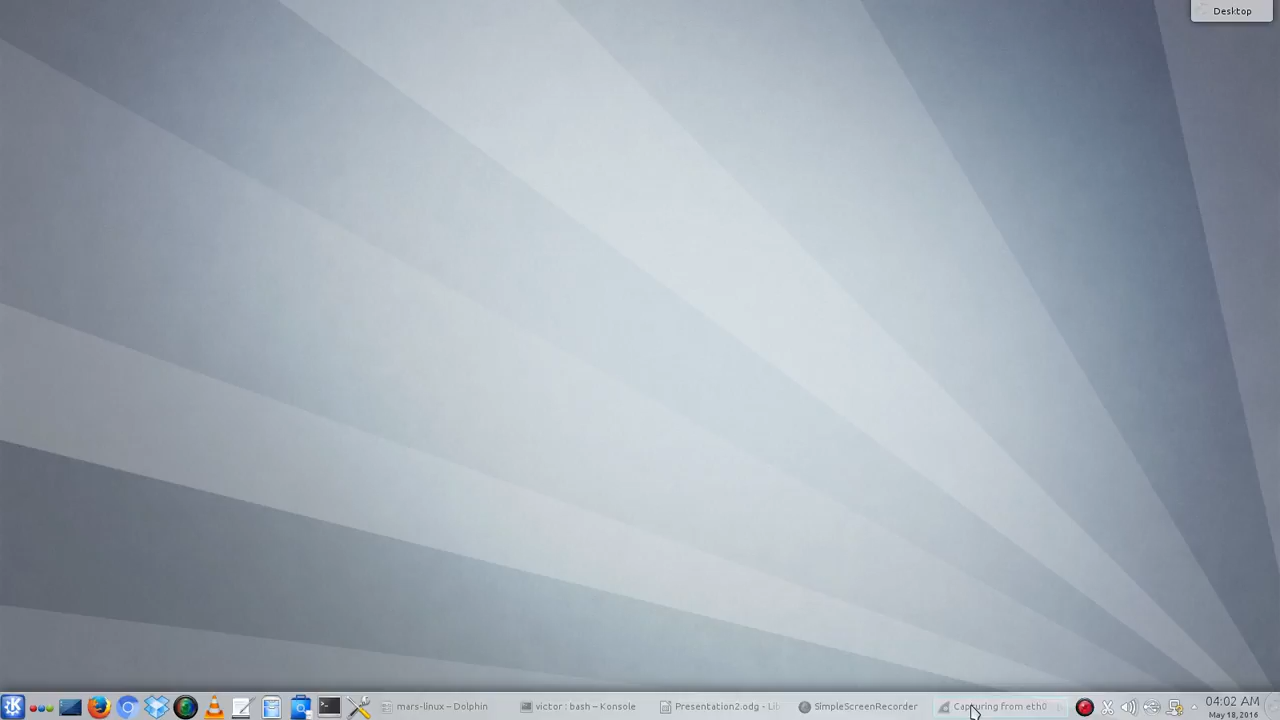 Desktop
mars-linux – Dolphin
victor : bash – Konsole
Presentation2.odg - Lib
SimpleScreenRecorder
Capturing from eth0
04:02 AM
May 18, 2016